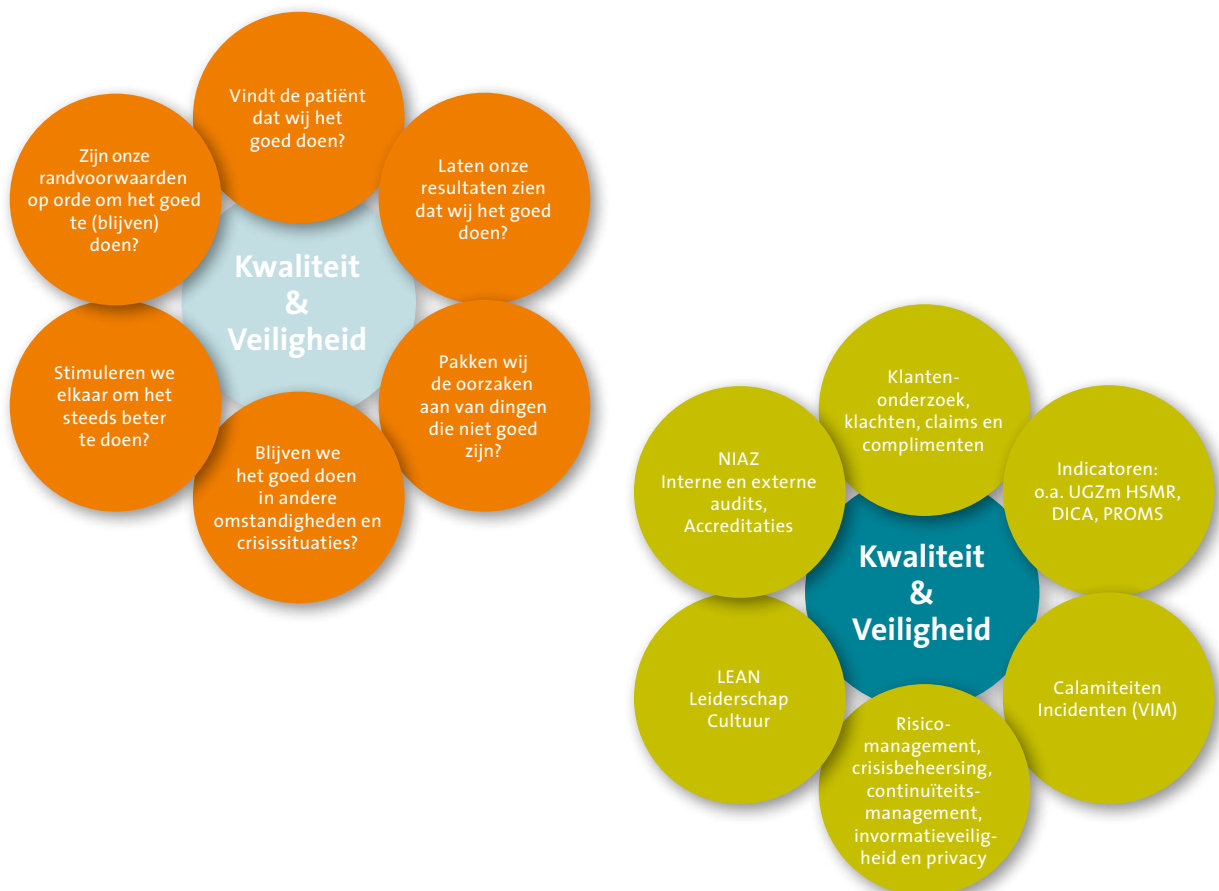 Vindt de patiënt
dat wij het
goed doen?
Laten onze
resultaten zien
dat wij het goed
doen?
Pakken wij
de oorzaken
aan van dingen
die niet goed
zijn?
Blijven we
het goed doen
in andere
omstandigheden en
crisissituaties?
Stimuleren we
elkaar om het
steeds beter
te doen?
Zijn onze
randvoorwaarden
op orde om het goed
te (blijven)
doen?
Kwaliteit
&
Veiligheid
Klanten-
onderzoek,
klachten, claims en
complimenten
Indicatoren:
o.a. UGZm HSMR,
DICA, PROMS
Calamiteiten
Incidenten (VIM)
Risico-
management,
crisisbeheersing,
continuïteits-
management,
invormatieveilig-
heid en privacy
LEAN
Leiderschap
Cultuur
NIAZ
Interne en externe
audits,
Accreditaties
Kwaliteit
&
Veiligheid